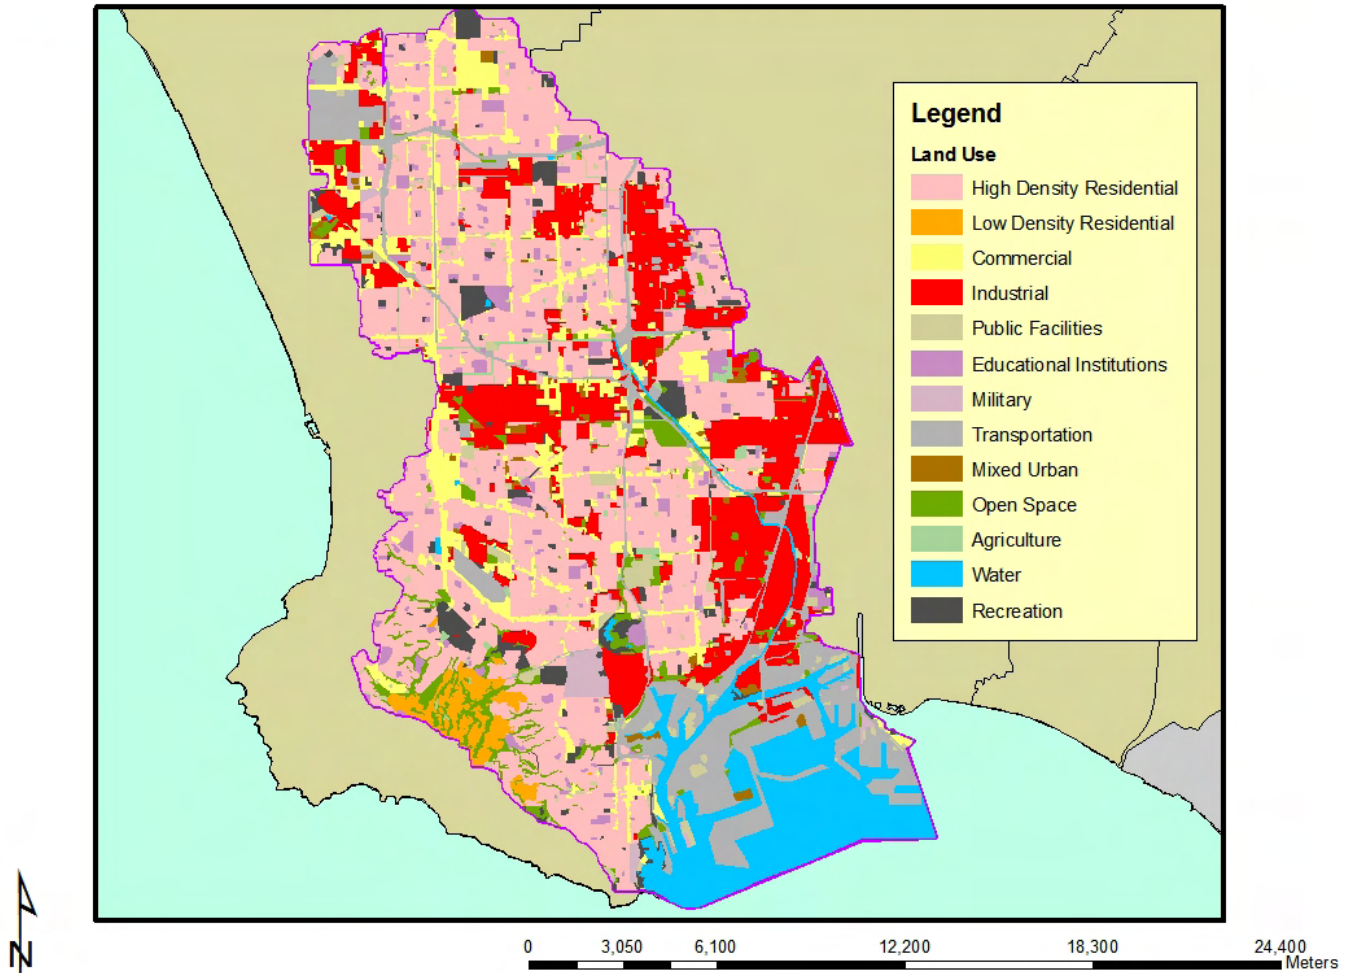 Legend
Land Use
High Density Residential
Low Density Residential
Commercial
Industrial
Public Facilities
Educational Institutions
Military
Transportation
Mixed Urban
Open Space
Agriculture
Water
Recreation
N
0 3,050 6,100 12,200 18,300 24,400
Meters